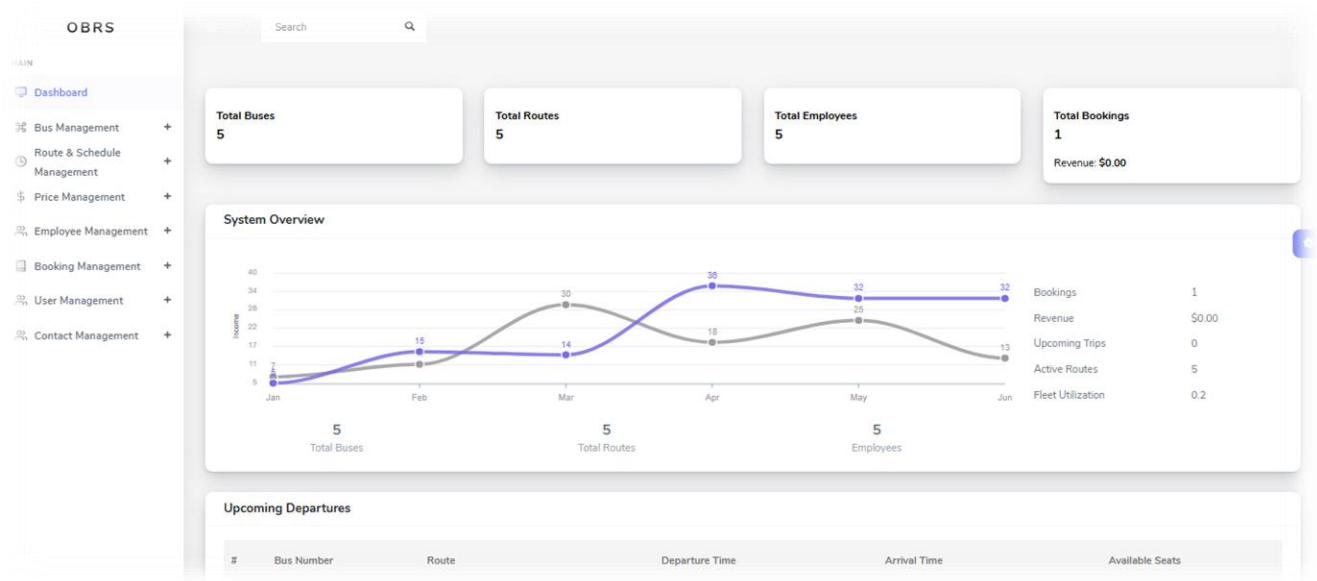 OBRS
Search
MAIN
Dashboard
Bus Management +
Route & Schedule
Management +
Price Management +
Employee Management +
Booking Management +
User Management +
Contact Management +
Total Buses
5
Total Routes
5
Total Employees
5
Total Bookings
1
Revenue: $0.00
System Overview
Income
40
34
28
22
17
11
5
7
15
30
14
36
18
32
25
32
13
Jan Feb Mar Apr May Jun
Bookings 1
Revenue $0.00
Upcoming Trips 0
Active Routes 5
Fleet Utilization 0.2
5
Total Buses
5
Total Routes
5
Employees
Upcoming Departures
# Bus Number Route Departure Time Arrival Time Available Seats